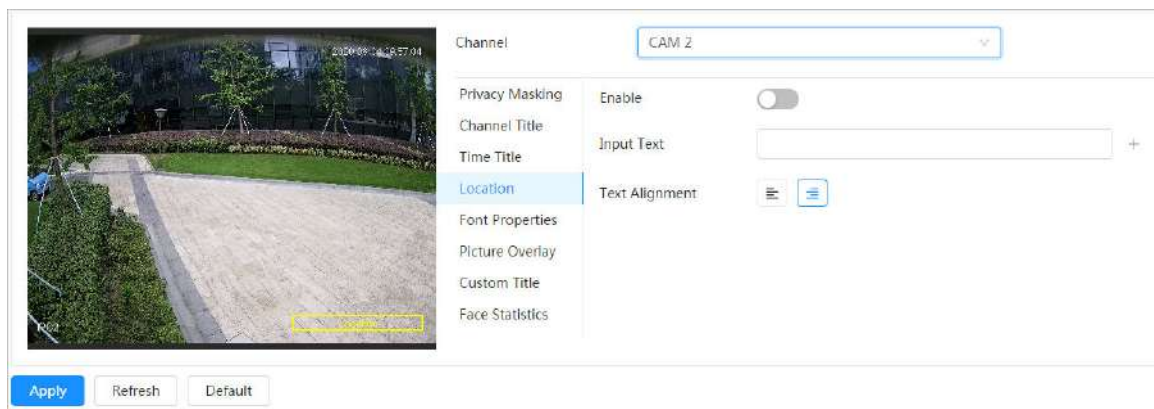 Channel
CAM 2
Privacy Masking
Channel Title
Time Title
Location
Font Properties
Picture Overlay
Custom Title
Face Statistics
Enable
Input Text
+
Text Alignment
Apply
Refresh
Default